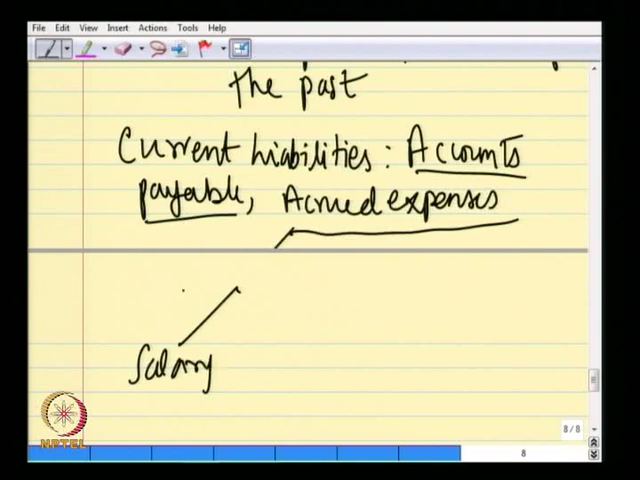 File Edit View Insert Actions Tools Help
the past
Current liabilities : Accounts
payable, Accrued expenses
Salary
NPTEL
8/8
8